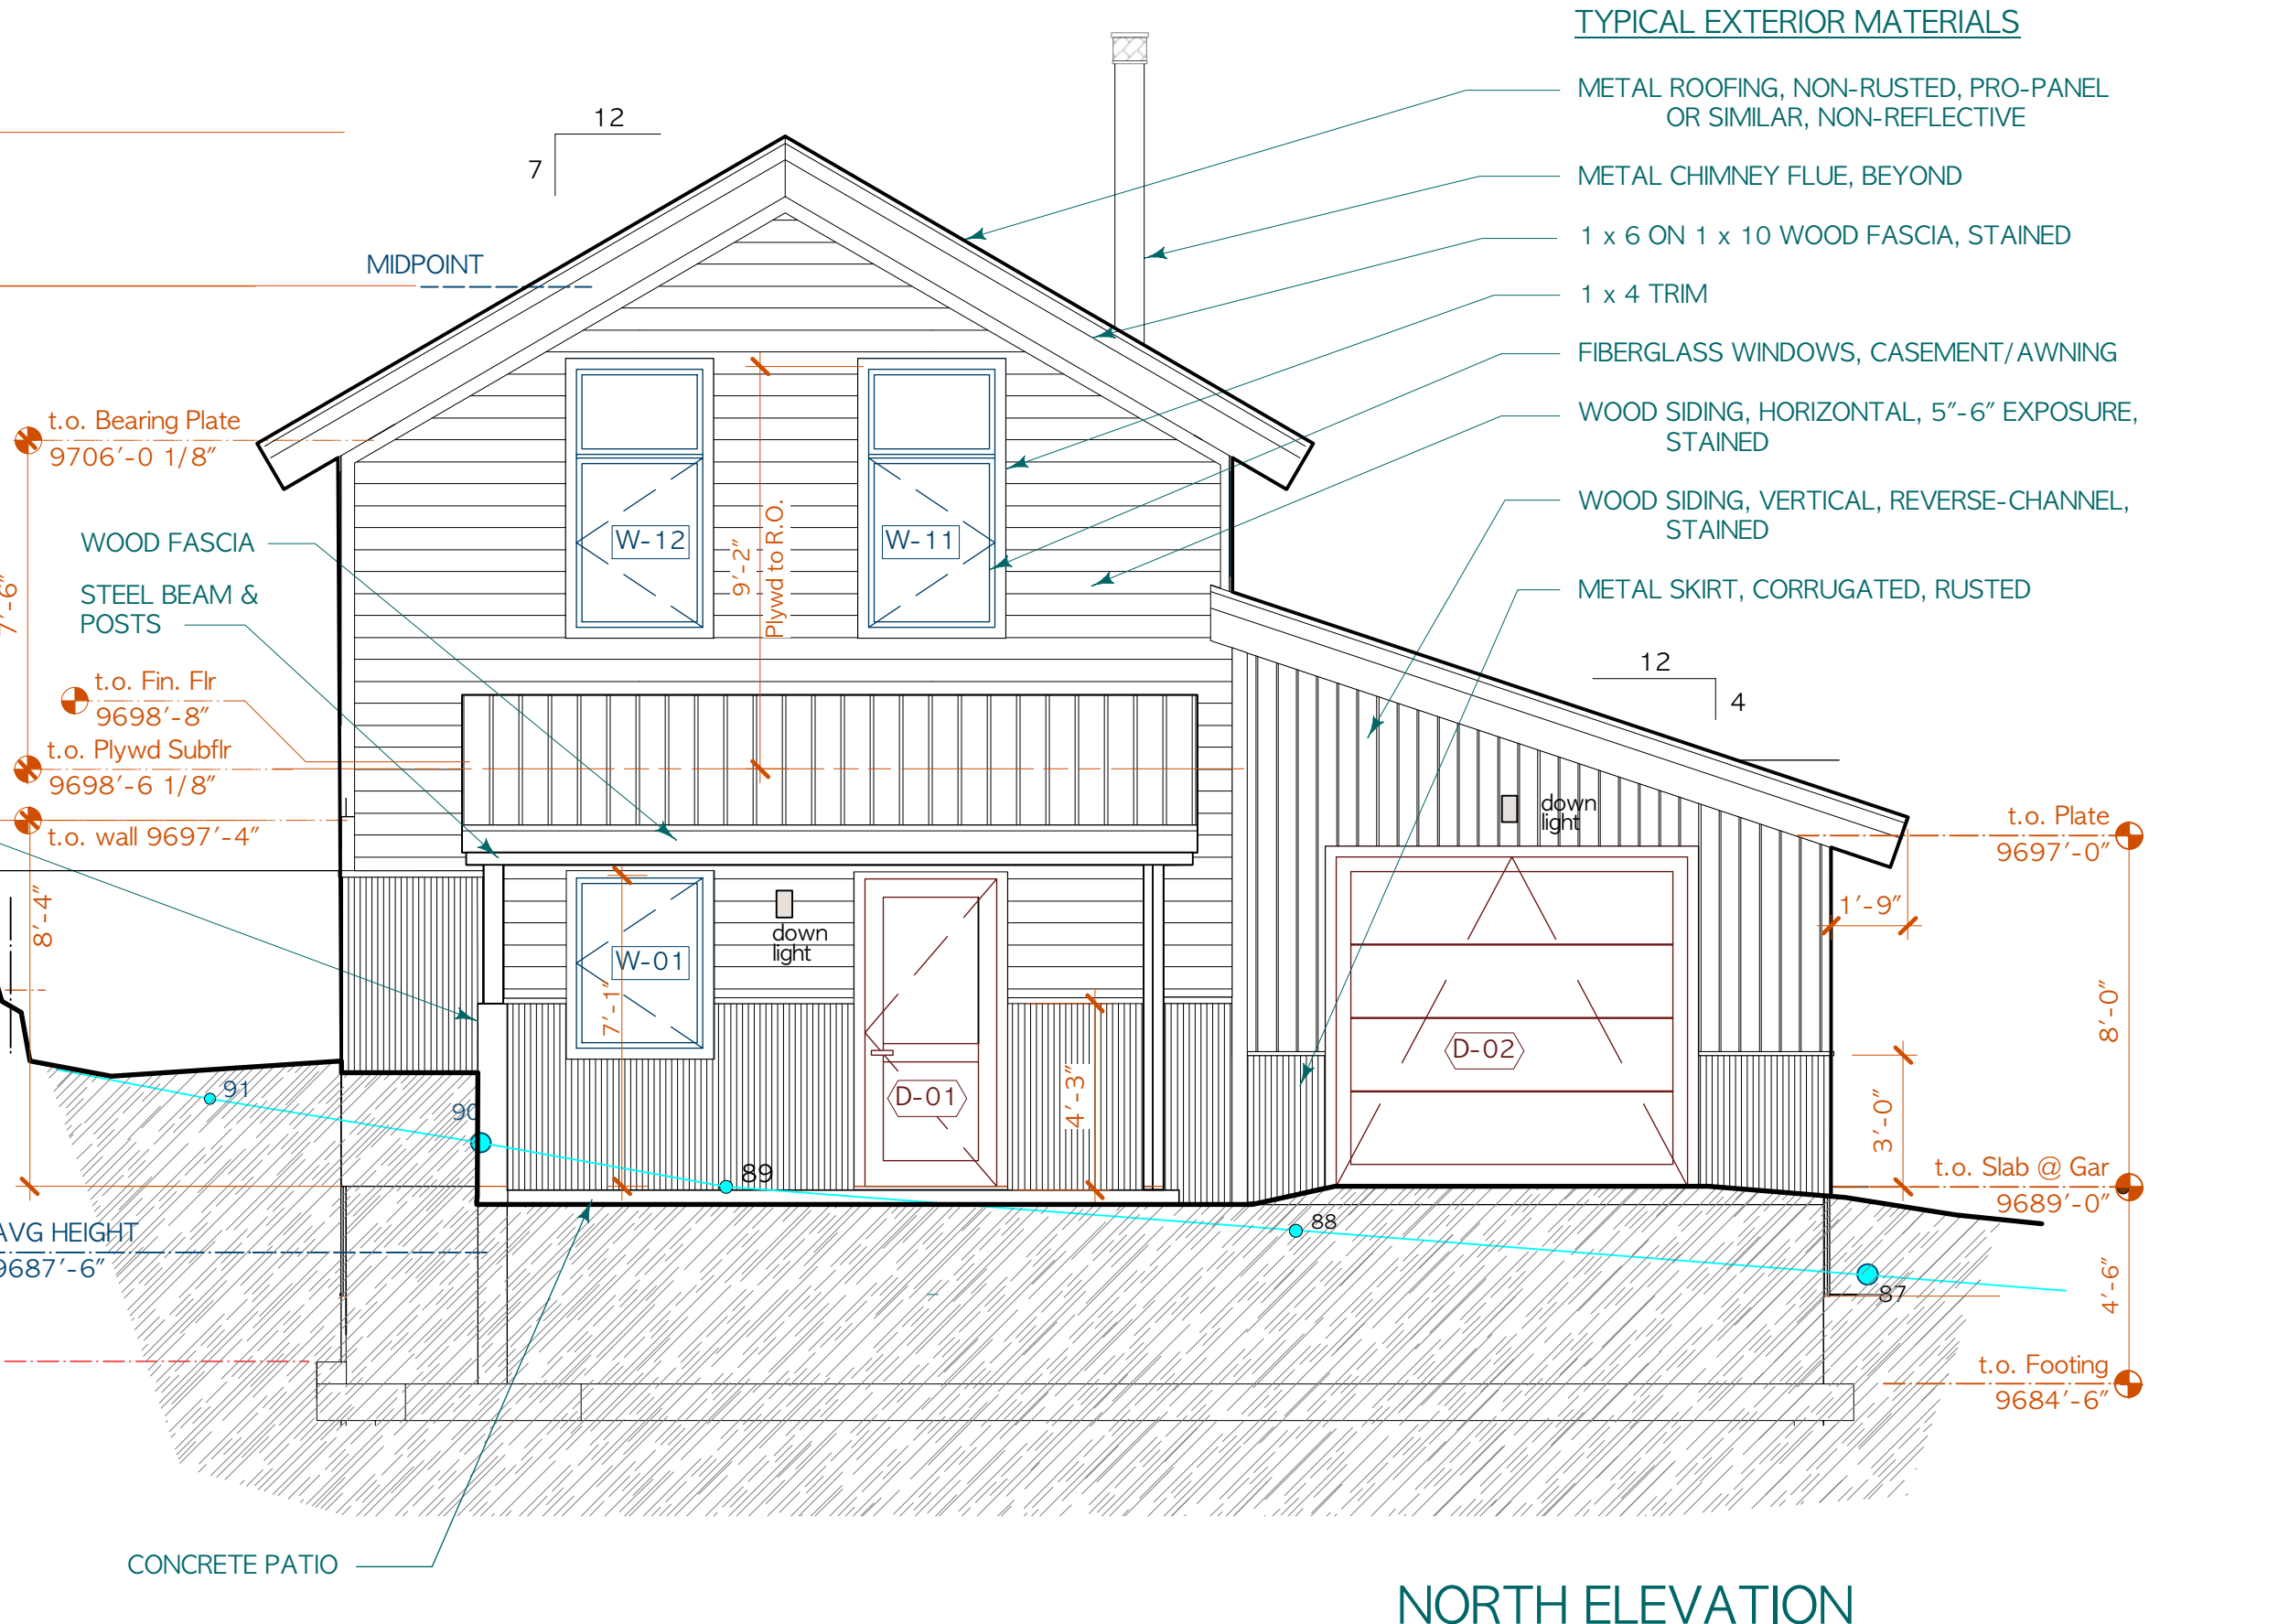 TYPICAL EXTERIOR MATERIALS
METAL ROOFING, NON-RUSTED, PRO-PANEL
OR SIMILAR, NON-REFLECTIVE
METAL CHIMNEY FLUE, BEYOND
1 x 6 ON 1 x 10 WOOD FASCIA, STAINED
1 x 4 TRIM
FIBERGLASS WINDOWS, CASEMENT/AWNING
WOOD SIDING, HORIZONTAL, 5"-6" EXPOSURE,
STAINED
WOOD SIDING, VERTICAL, REVERSE-CHANNEL,
STAINED
METAL SKIRT, CORRUGATED, RUSTED
12
7
MIDPOINT
t.o. Bearing Plate
9706'-0 1/8"
WOOD FASCIA
STEEL BEAM &
POSTS
7'-6"
t.o. Fin. Flr
9698'-8"
t.o. Plywd Subflr
9698'-6 1/8"
t.o. wall 9697'-4"
8'-4"
W-12
9'-2"
Plywd to R.O.
W-11
12
4
down
light
t.o. Plate
9697'-0"
1'-9"
8'-0"
W-01
7'-1"
down
light
D-01
4'-3"
D-02
3'-0"
t.o. Slab @ Gar
9689'-0"
4'-6"
t.o. Footing
9684'-6"
91
90
89
88
87
AVG HEIGHT
9687'-6"
CONCRETE PATIO
NORTH ELEVATION